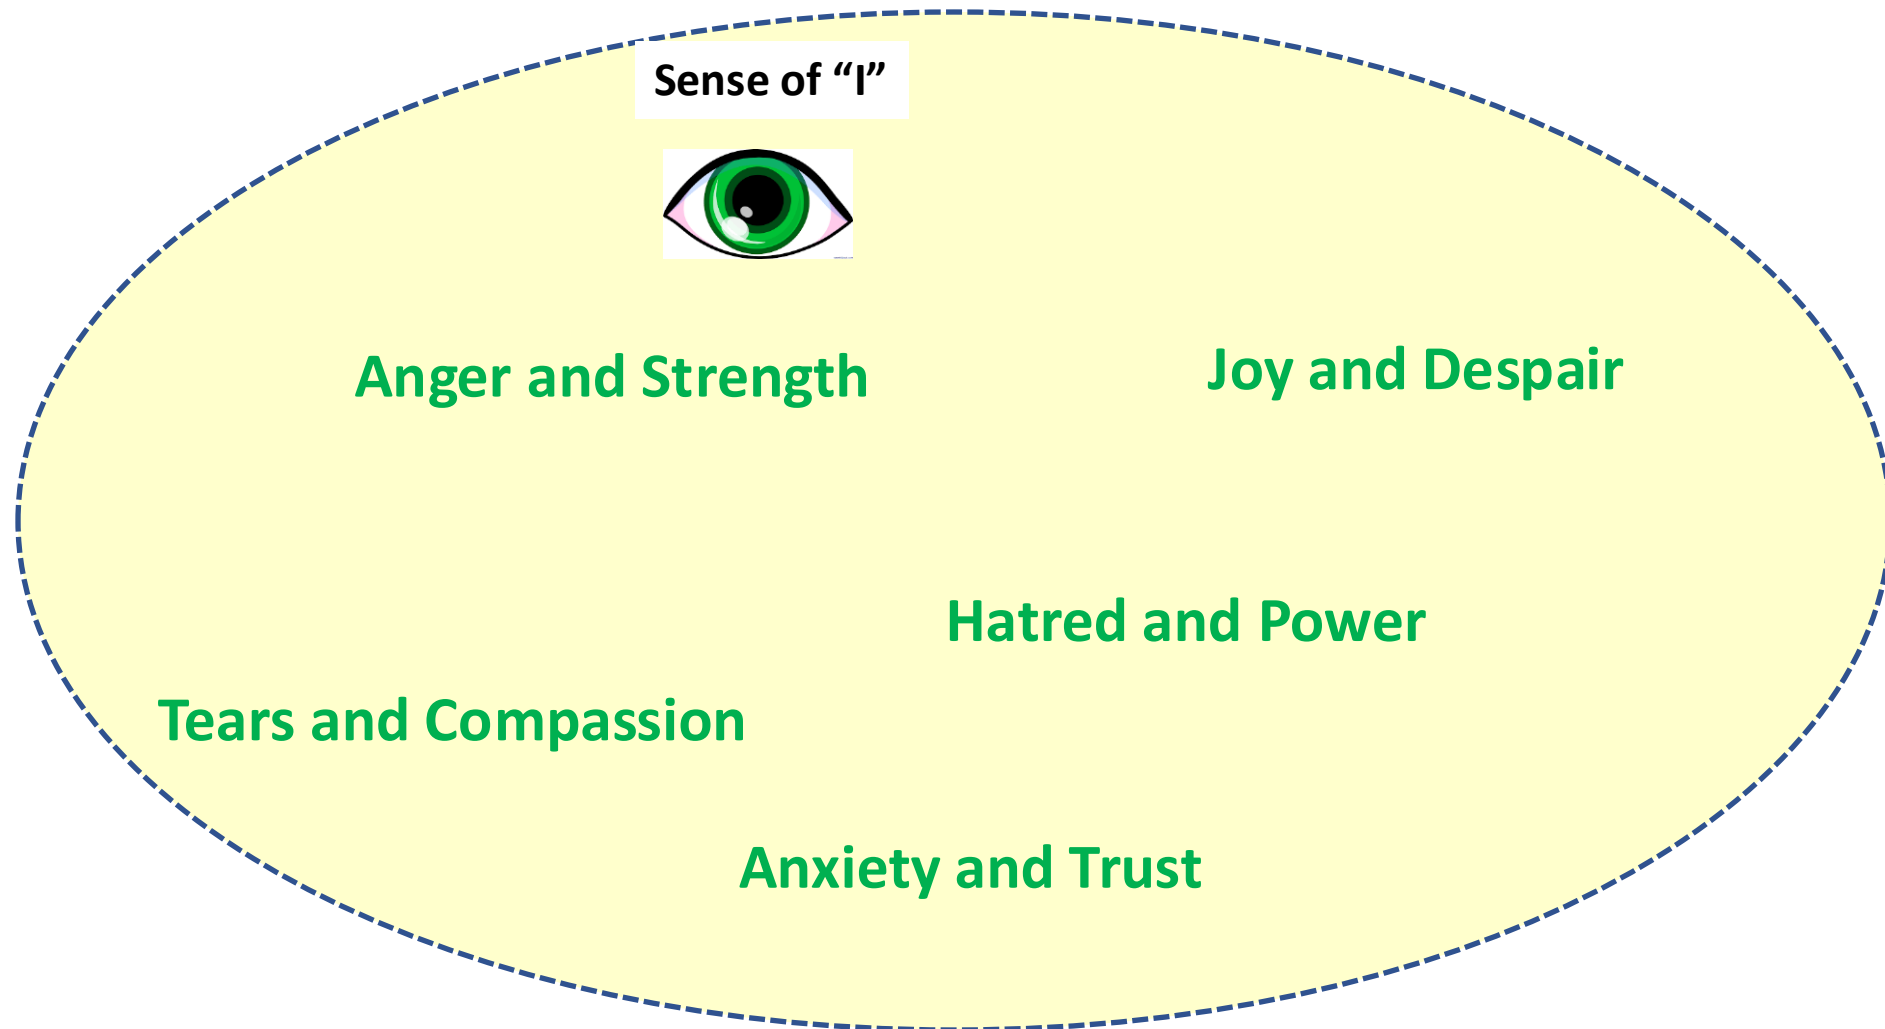 Sense of “I”
Anger and Strength
Joy and Despair
Hatred and Power
Tears and Compassion
Anxiety and Trust